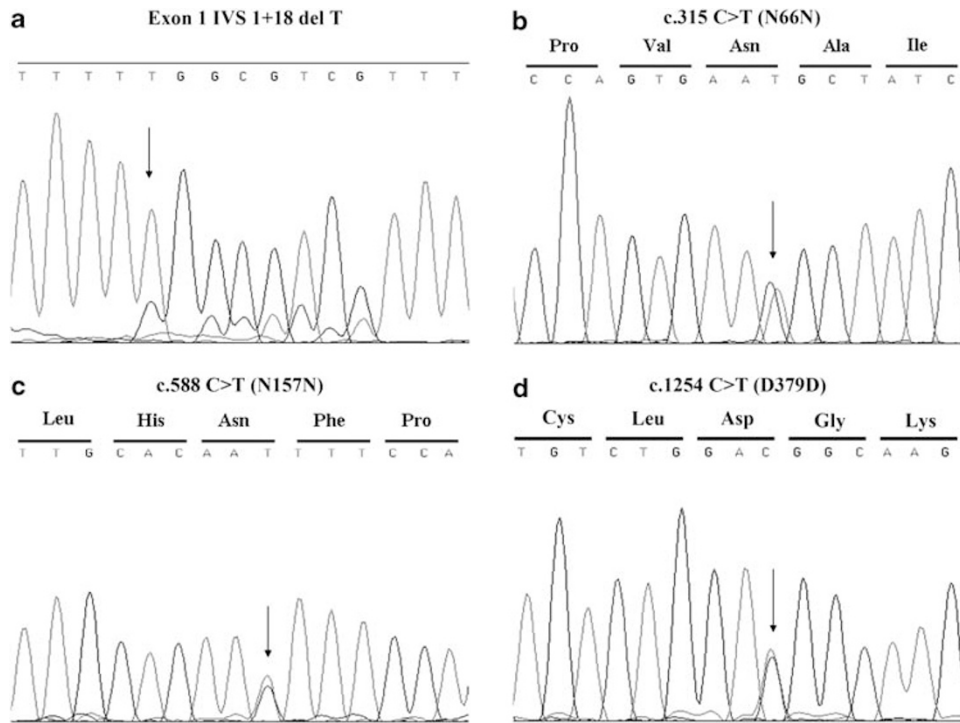 a
Exon 1 IVS 1+18 del T
T T T T T G G C G T C G T T T
b
c.315 C>T (N66N)
Pro Val Asn Ala Ile
C C A G T G A A T G C T A T C
c
c.588 C>T (N157N)
Leu His Asn Phe Pro
T T G C A C A A T T T T C C A
d
c.1254 C>T (D379D)
Cys Leu Asp Gly Lys
T G T C T G G A C G G C A A G